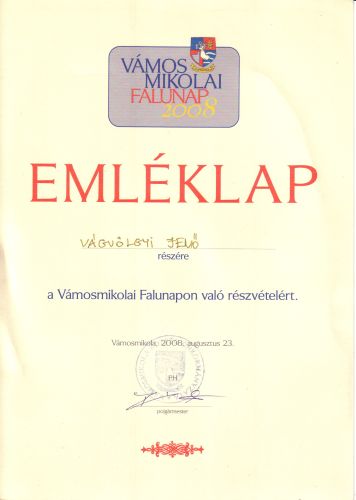 VÁMOS
MIKOLAI
FALUNAP
2008
EMLÉKLAP
VÁGVÖLGYI JENŐ
részére
a Vámosmikolai Falunapon való részvételért.
Vámosmikola, 2008. augusztus 23.
PH
polgármester